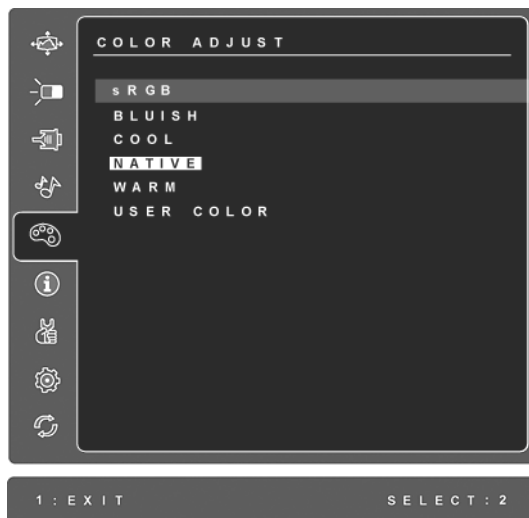 COLOR ADJUST
sRGB
BLUISH
COOL
NATIVE
WARM
USER COLOR
1:EXIT SELECT:2